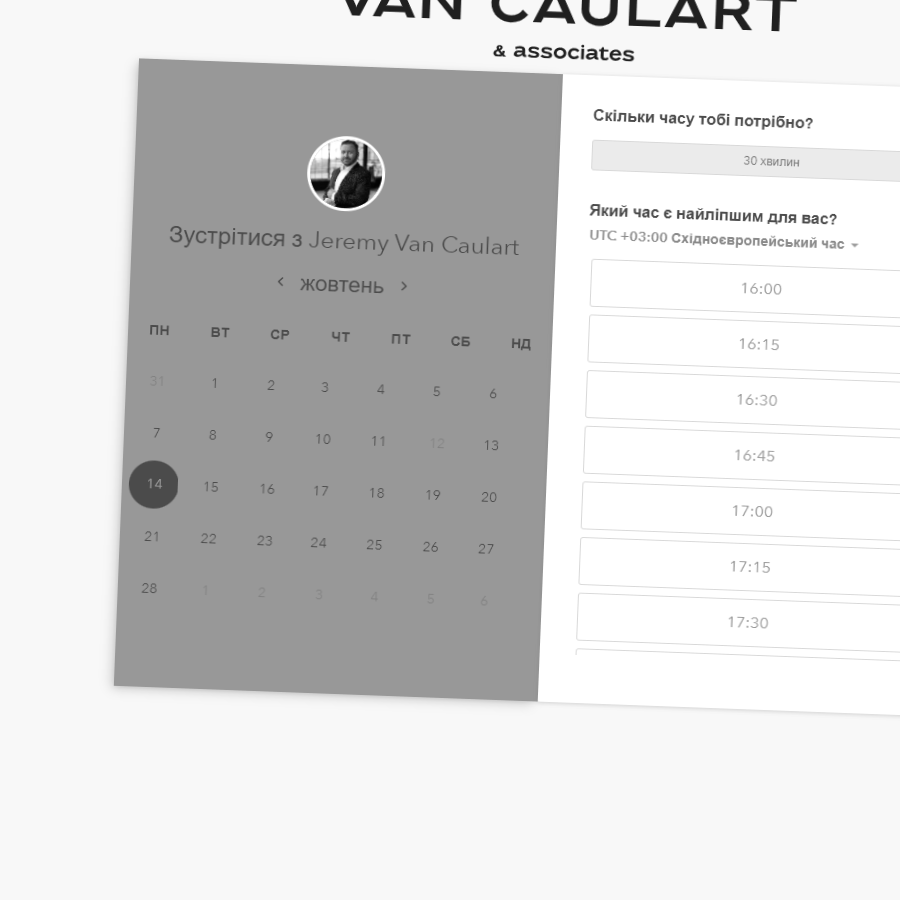 VAN CAULART
& associates
Зустрітися з Jeremy Van Caulart
жовтень
ПН ВТ СР ЧТ ПТ СБ НД
31 1 2 3 4 5 6
7 8 9 10 11 12 13
14 15 16 17 18 19 20
21 22 23 24 25 26 27
28 1 2 3 4 5 6
Скільки часу тобі потрібно?
30 хвилин
Який час є найліпшим для вас?
UTC +03:00 Східноєвропейський час
16:00
16:15
16:30
16:45
17:00
17:15
17:30